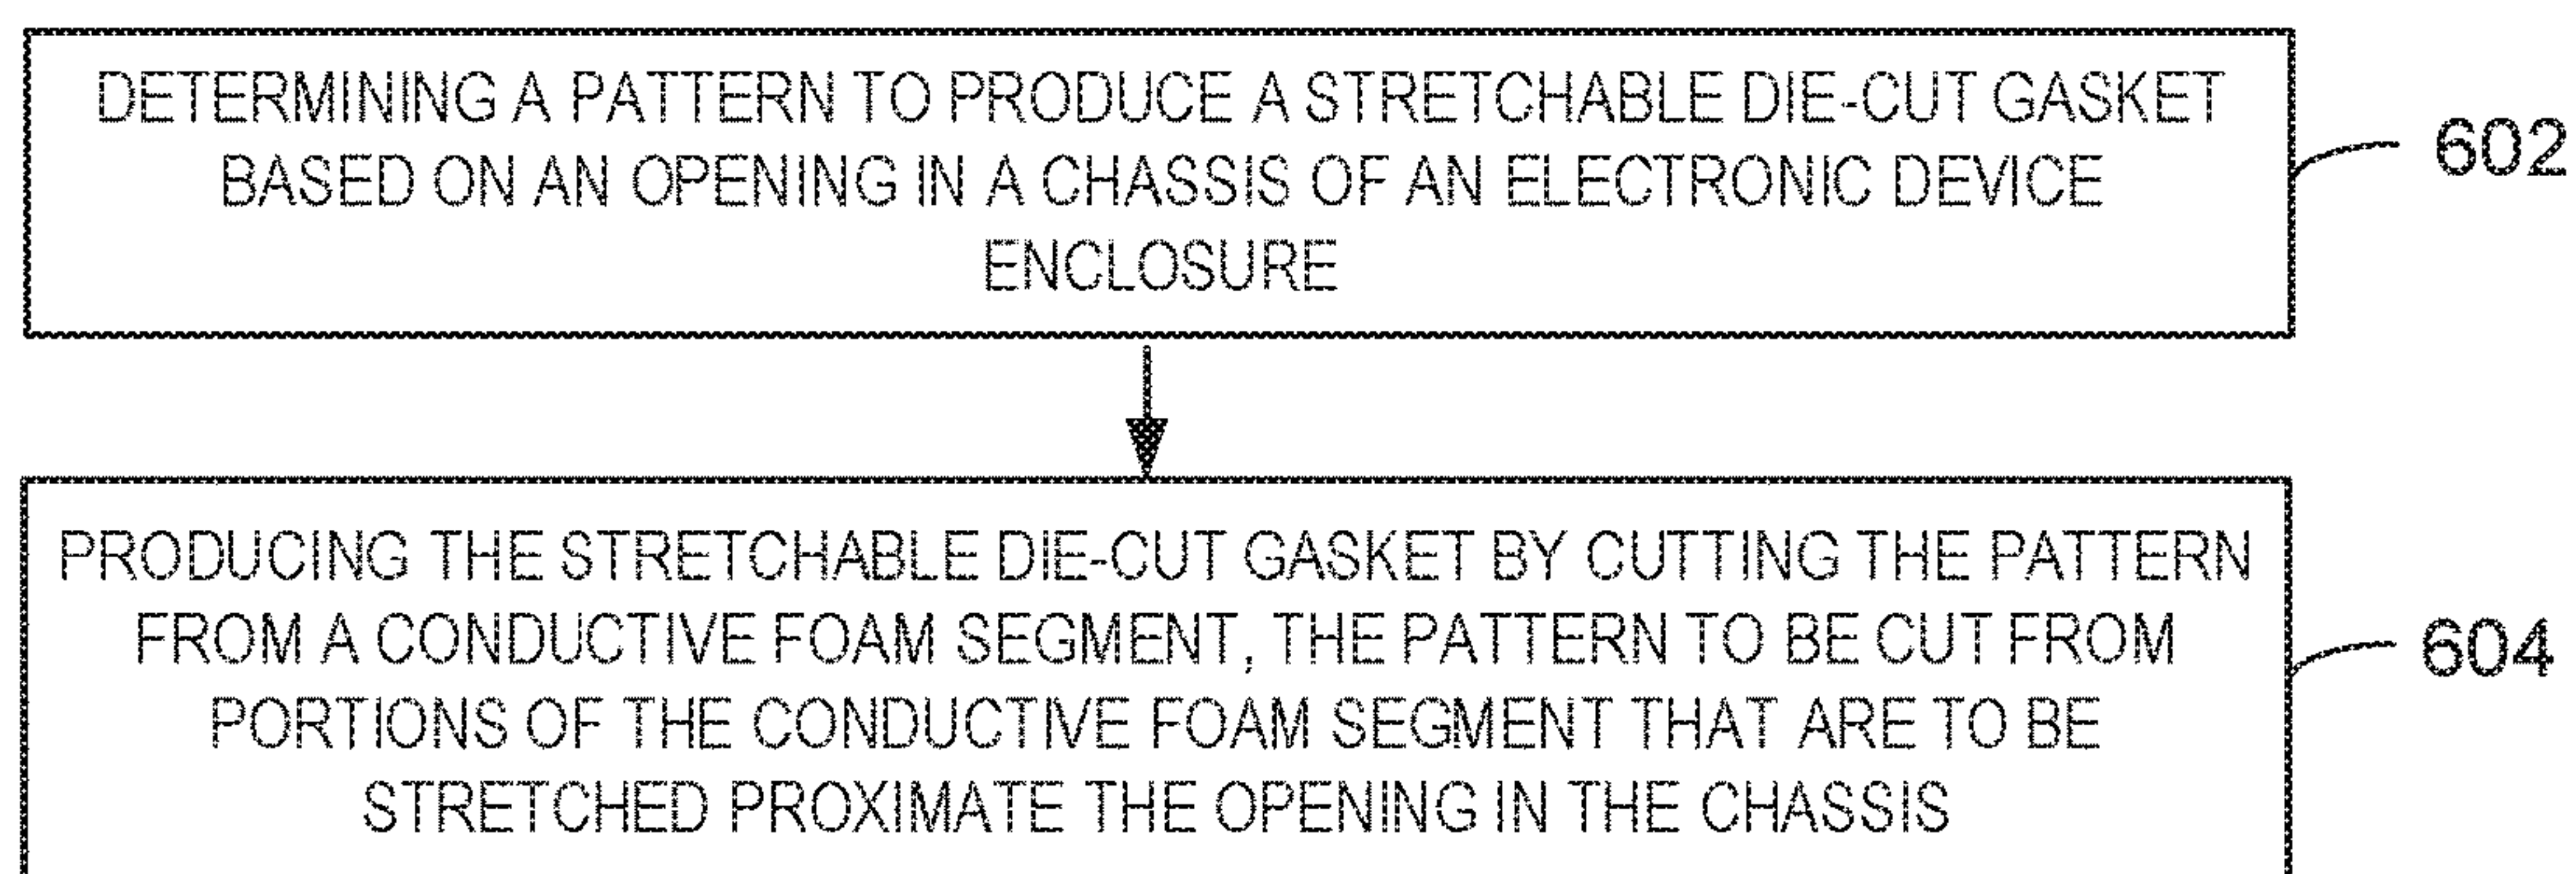 DETERMINING A PATTERN TO PRODUCE A STRETCHABLE DIE-CUT GASKET
BASED ON AN OPENING IN A CHASSIS OF AN ELECTRONIC DEVICE
ENCLOSURE
602
PRODUCING THE STRETCHABLE DIE-CUT GASKET BY CUTTING THE PATTERN
FROM A CONDUCTIVE FOAM SEGMENT, THE PATTERN TO BE CUT FROM
PORTIONS OF THE CONDUCTIVE FOAM SEGMENT THAT ARE TO BE
STRETCHED PROXIMATE THE OPENING IN THE CHASSIS
604